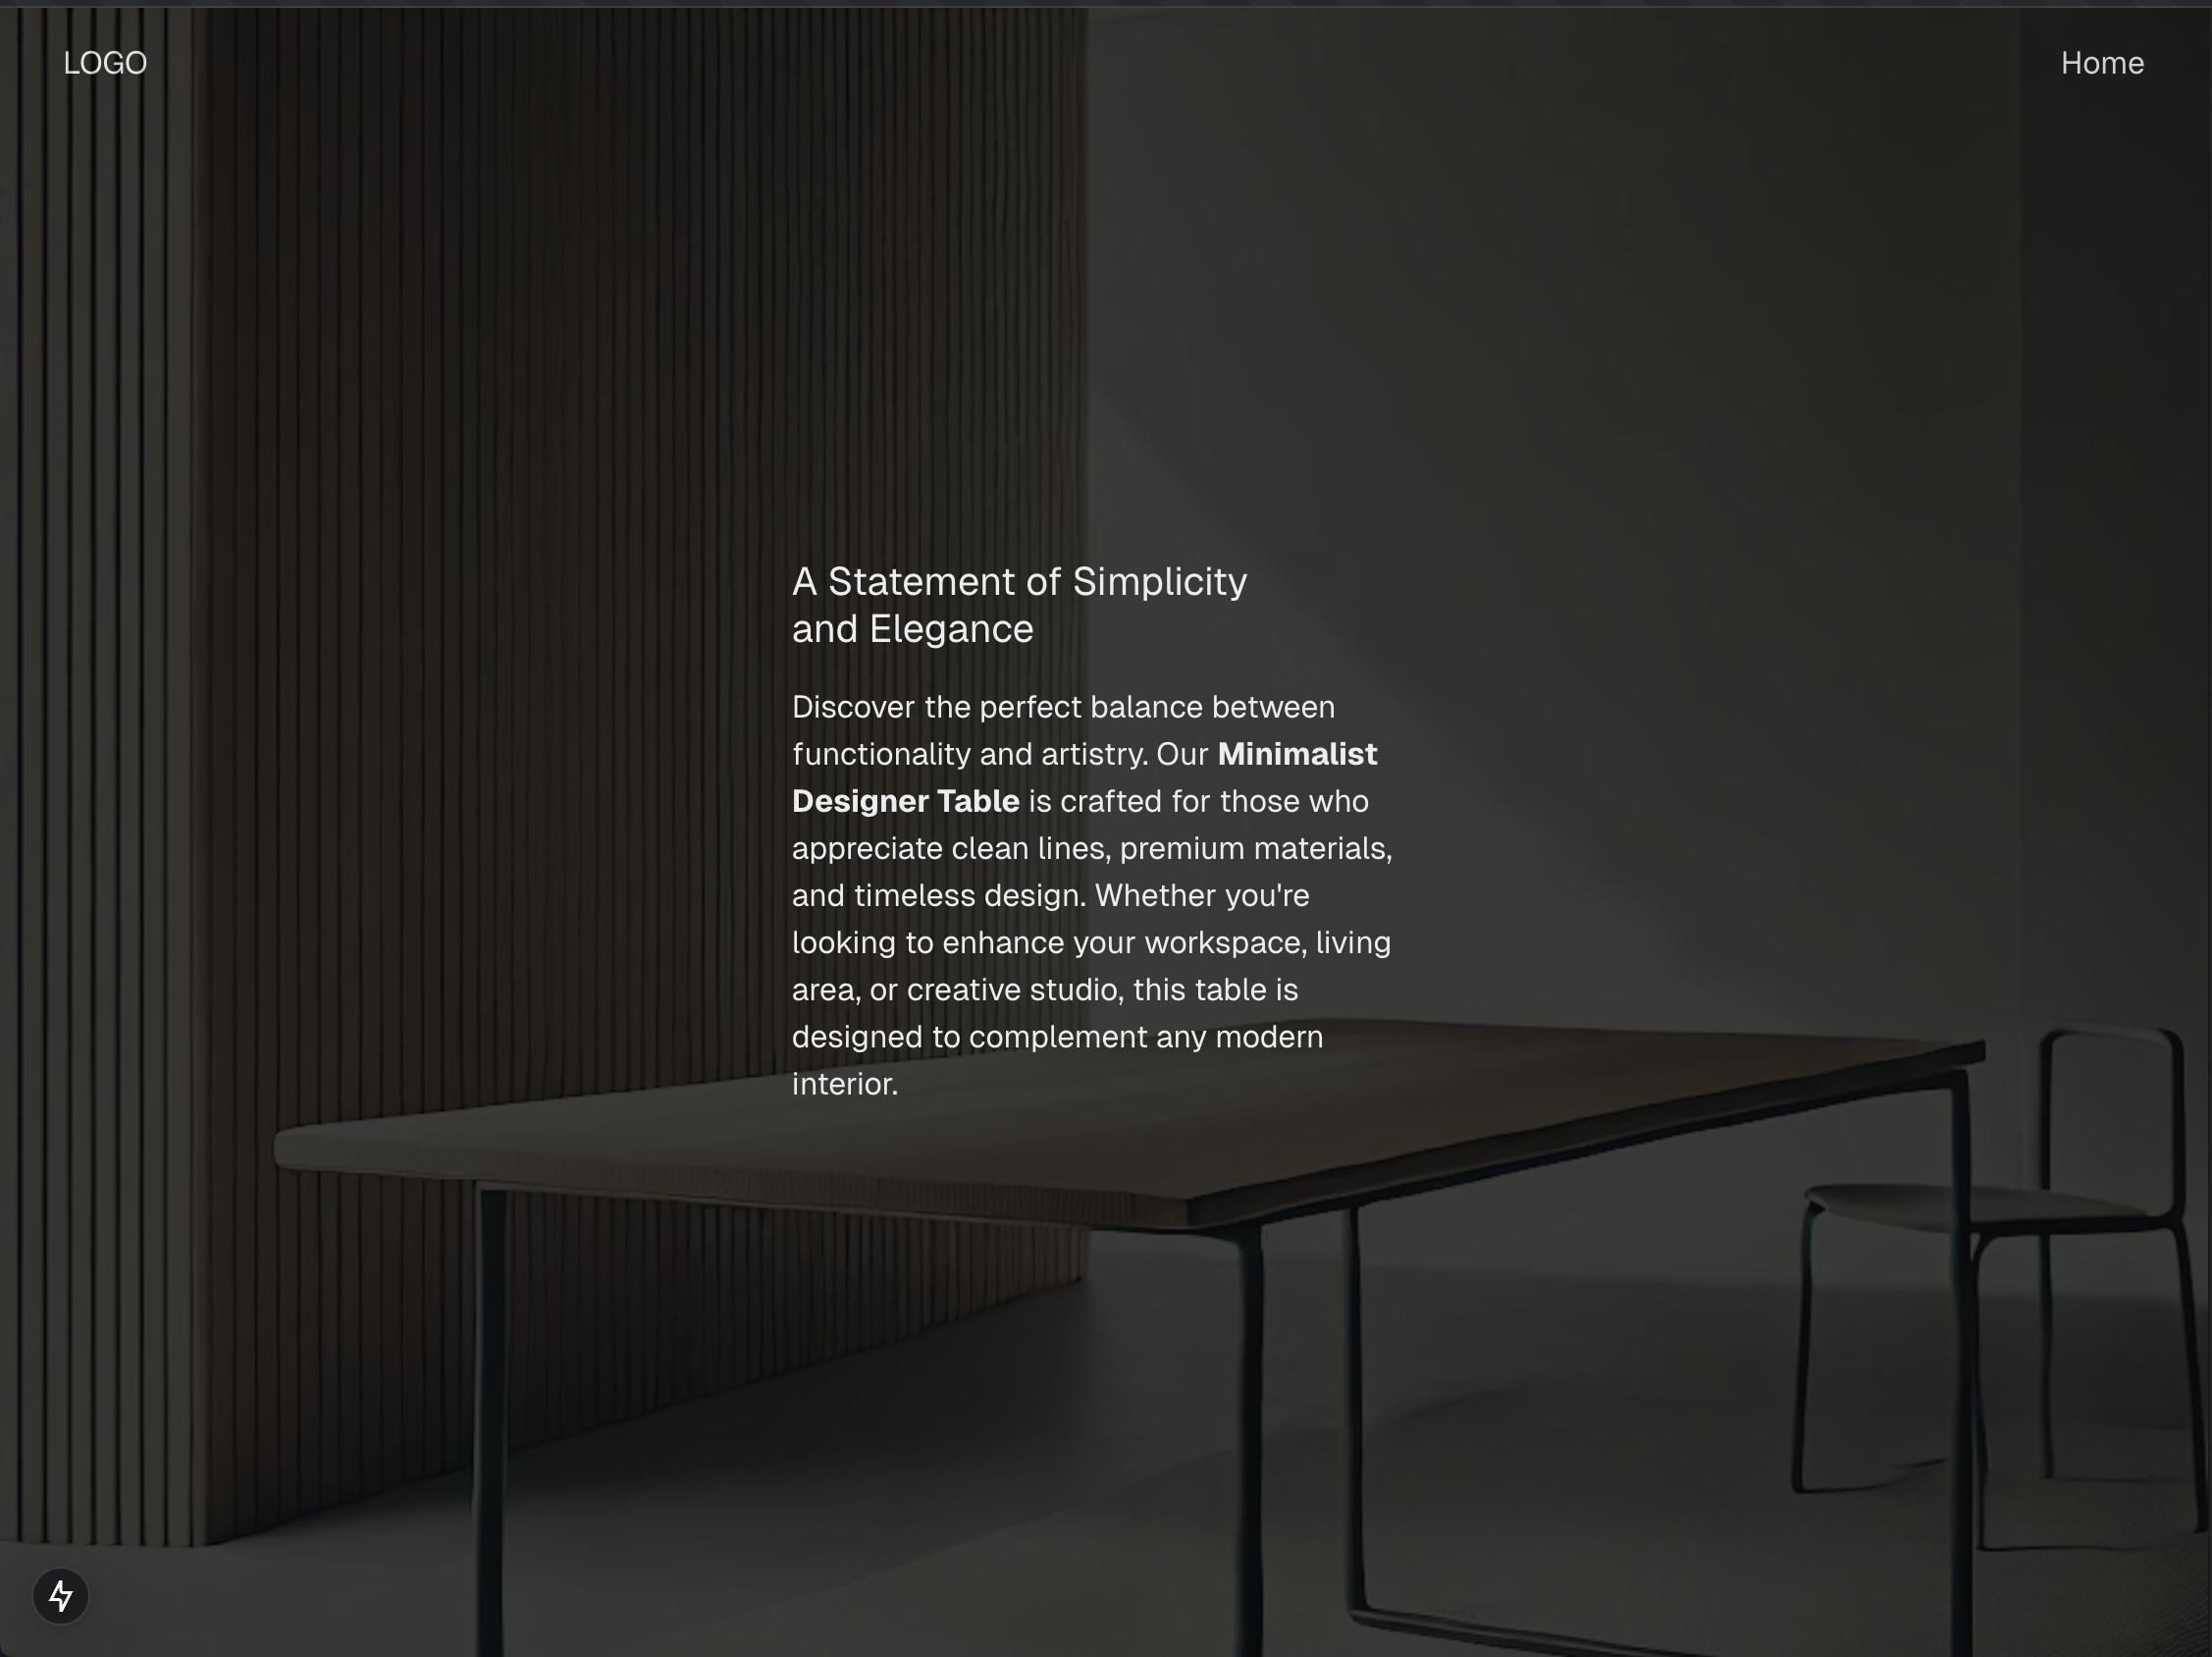 LOGO
Home
A Statement of Simplicity
and Elegance
Discover the perfect balance between
functionality and artistry. Our Minimalist
Designer Table is crafted for those who
appreciate clean lines, premium materials,
and timeless design. Whether you're
looking to enhance your workspace, living
area, or creative studio, this table is
designed to complement any modern
interior.